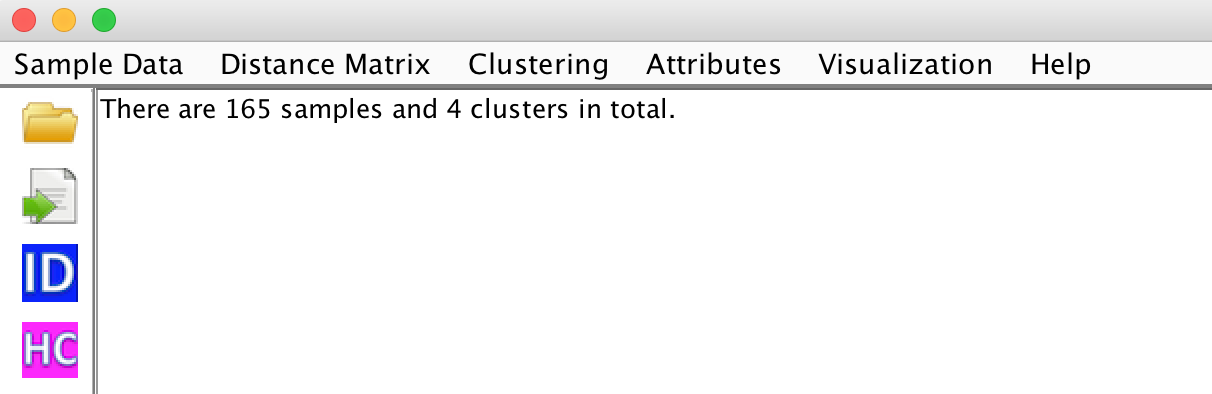 Sample Data Distance Matrix Clustering Attributes Visualization Help
There are 165 samples and 4 clusters in total.
ID
HC